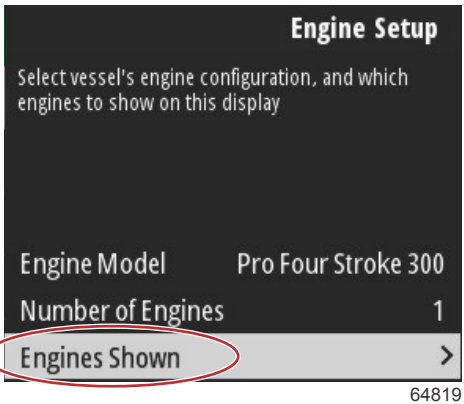 Engine Setup
Select vessel's engine configuration, and which
engines to show on this display
Engine Model Pro Four Stroke 300
Number of Engines 1
Engines Shown >
64819